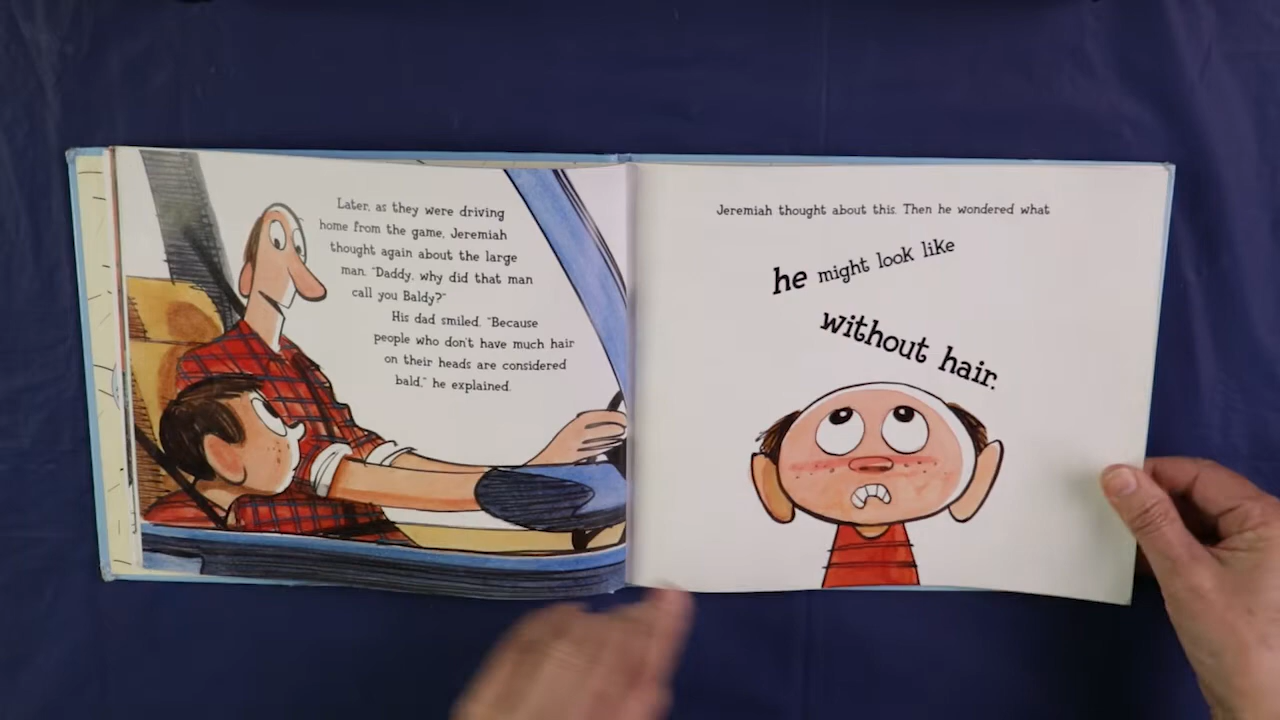 Later, as they were driving
home from the game, Jeremiah
thought again about the large
man. "Daddy, why did that man
call you Baldy?"
His dad smiled. "Because
people who don't have much hair
on their heads are considered
bald," he explained.
Jeremiah thought about this. Then he wondered what
he might look like
without hair.